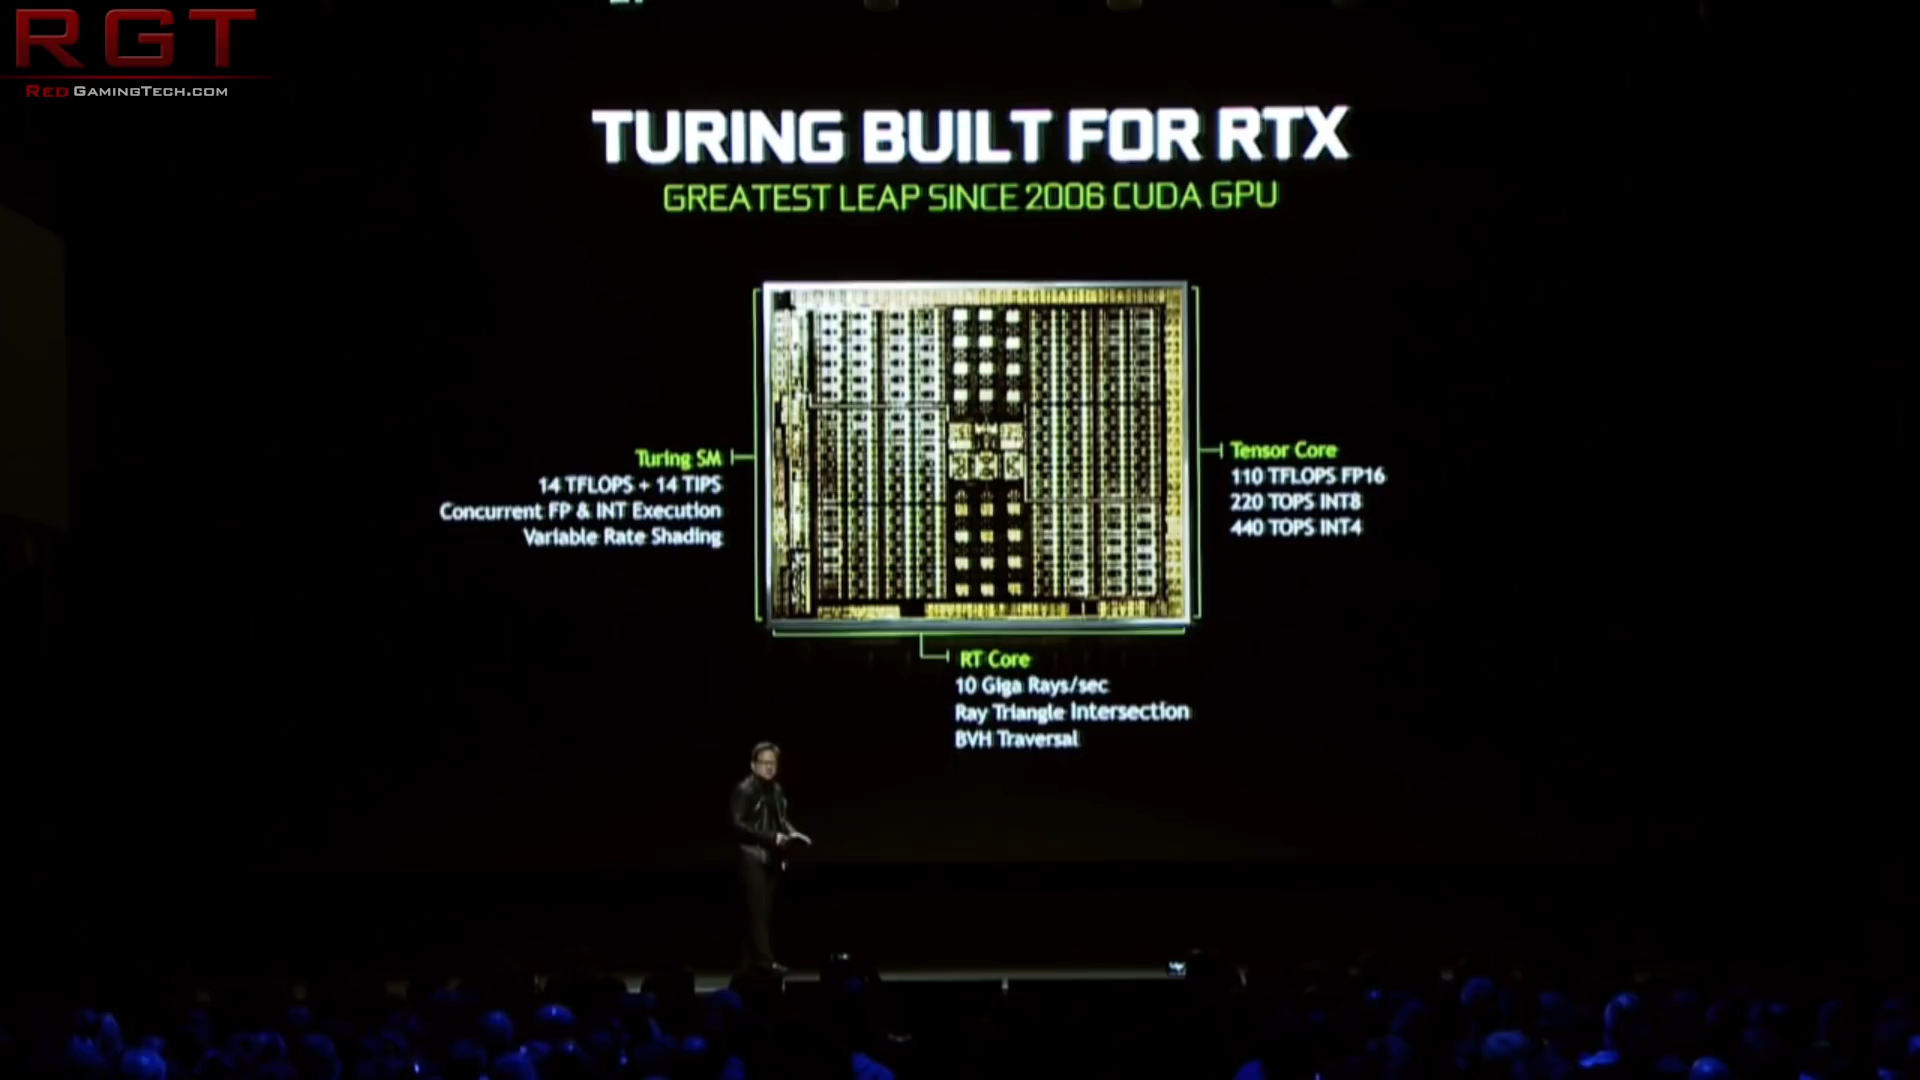 RGT
RedGamingTech.com
TURING BUILT FOR RTX
GREATEST LEAP SINCE 2006 CUDA GPU
Turing SM
14 TFLOPS + 14 TIPS
Concurrent FP & INT Execution
Variable Rate Shading
Tensor Core
110 TFLOPS FP16
220 TOPS INT8
440 TOPS INT4
RT Core
10 Giga Rays/sec
Ray Triangle Intersection
BVH Traversal